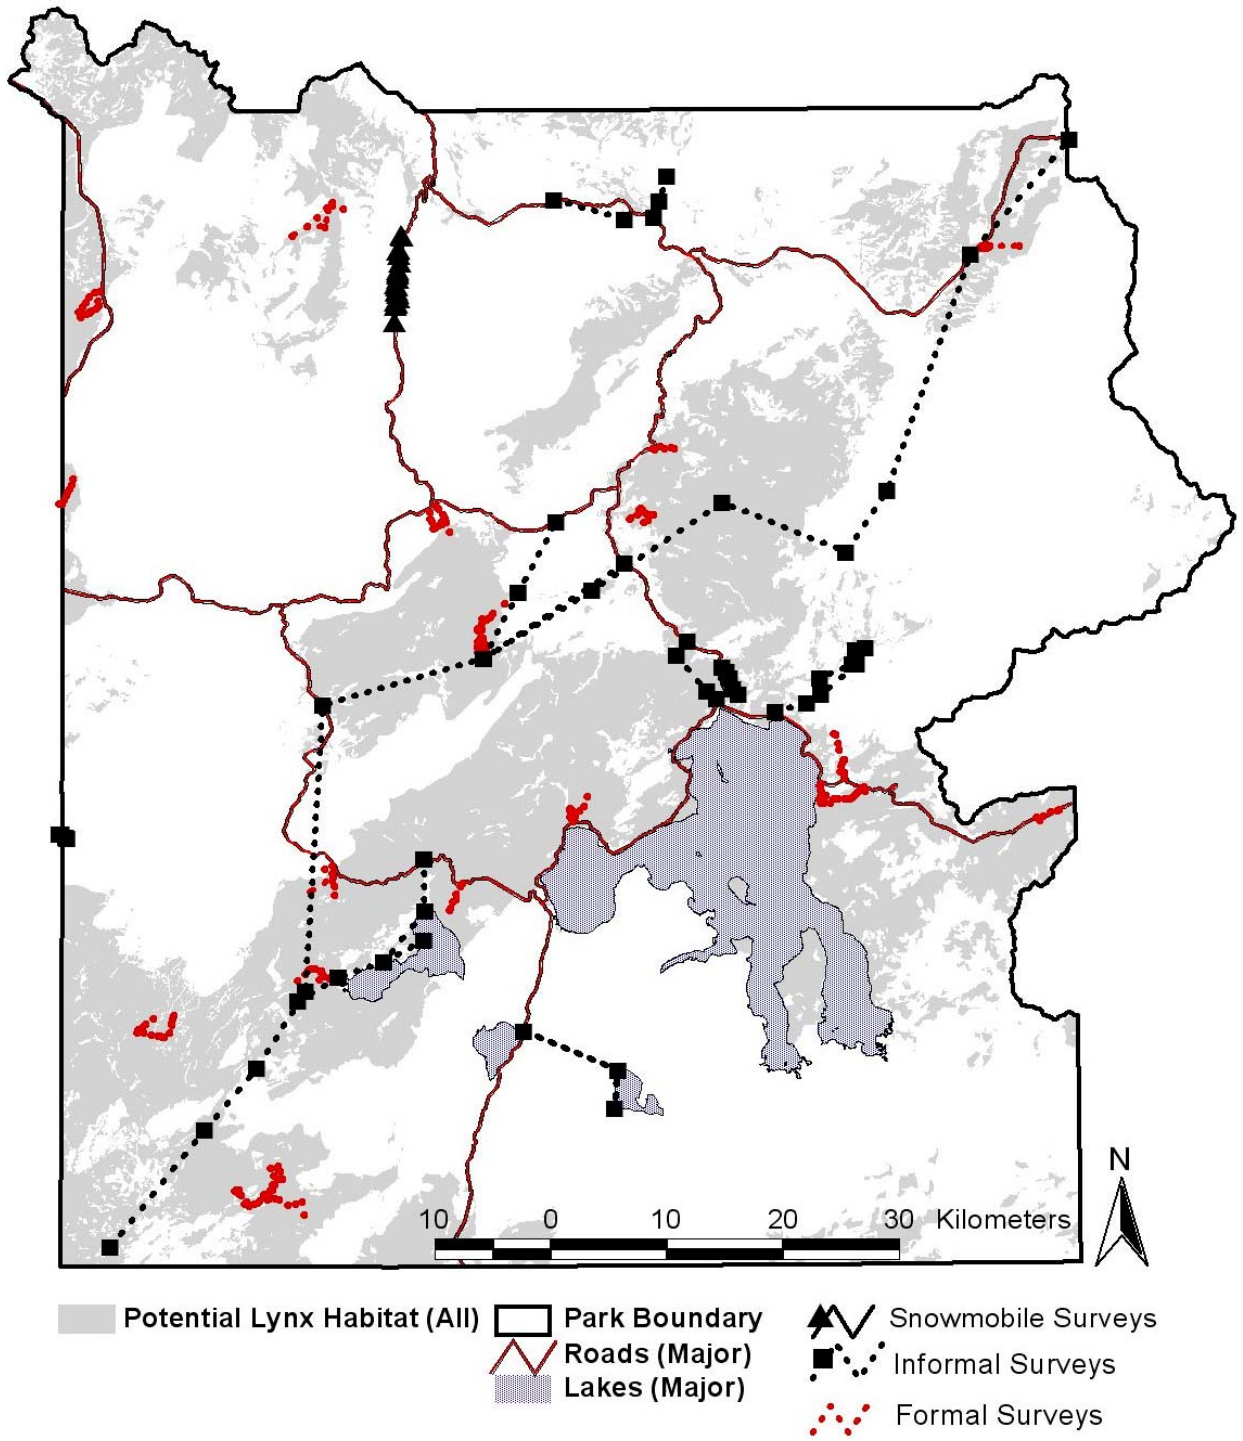 N
10 0 10 20 30 Kilometers
Potential Lynx Habitat (All)
Park Boundary
Roads (Major)
Lakes (Major)
Snowmobile Surveys
Informal Surveys
Formal Surveys